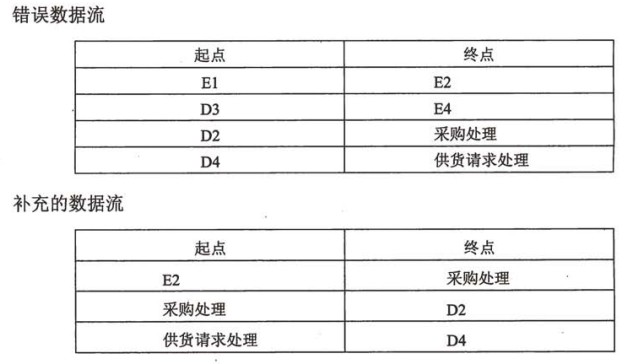 错误数据流
起点 终点
E1 E2
D3 E4
D2 采购处理
D4 供货请求处理
补充的数据流
起点 终点
E2 采购处理
采购处理 D2
供货请求处理 D4